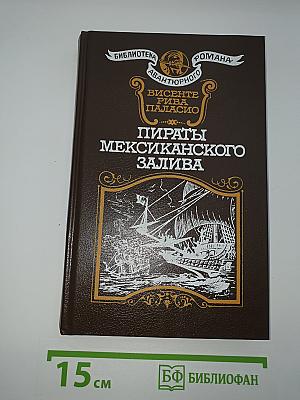 БИБЛИОТЕКА
АВАНТЮРНОГО
РОМАНА
ВИСЕНТЕ
РИВА
ПАЛАСИО
ПИРАТЫ
МЕКСИКАНСКОГО
ЗАЛИВА
15 см
БФ БИБЛИОФАН